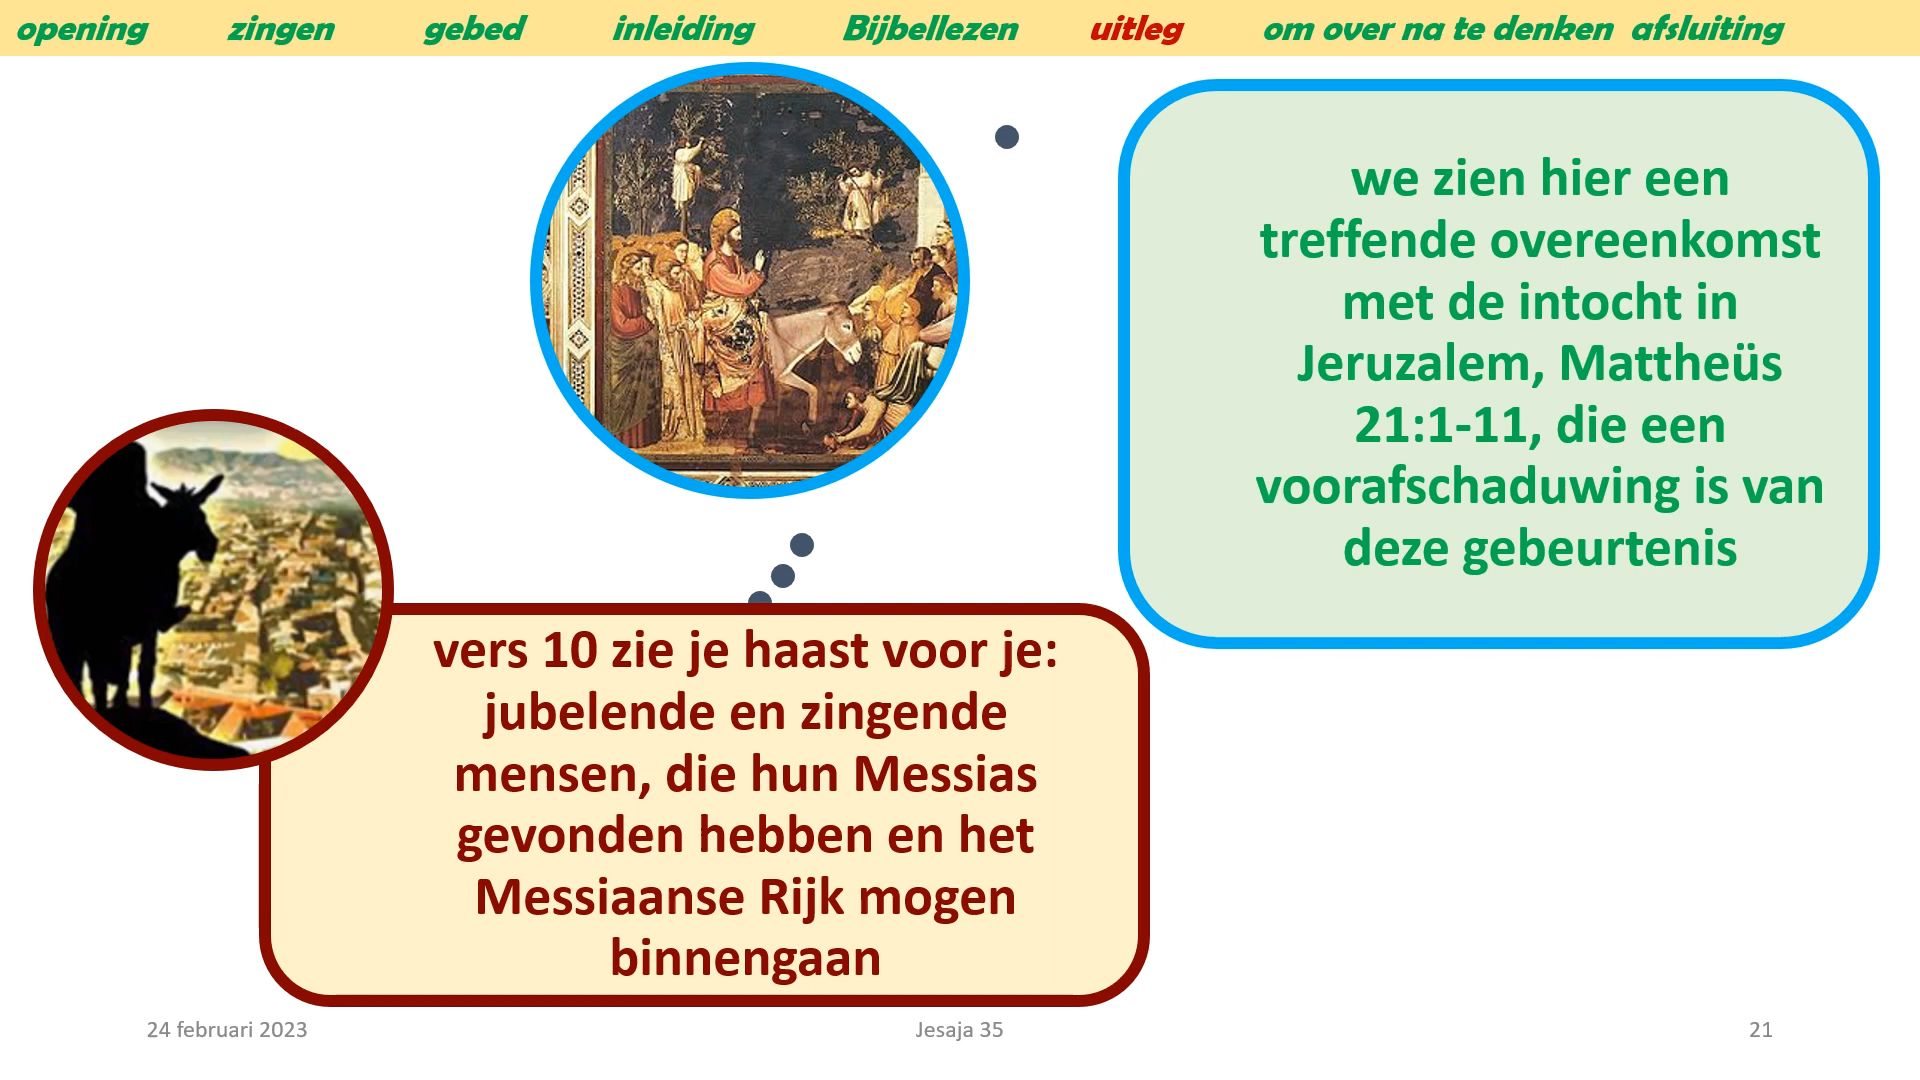 opening zingen gebed inleiding Bijbellezen uitleg om over na te denken afsluiting
we zien hier een
treffende overeenkomst
met de intocht in
Jeruzalem, Mattheüs
21:1-11, die een
voorafschaduwing is van
deze gebeurtenis
vers 10 zie je haast voor je:
jubelende en zingende
mensen, die hun Messias
gevonden hebben en het
Messiaanse Rijk mogen
binnengaan
24 februari 2023 Jesaja 35 21